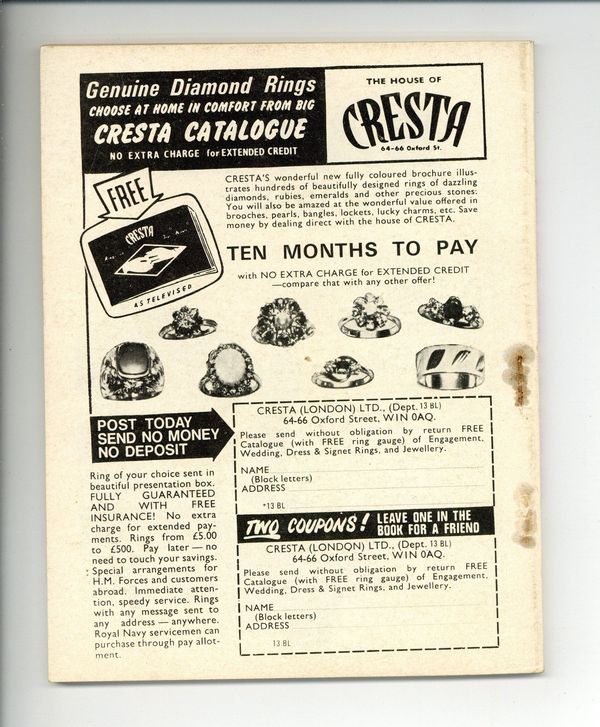 Genuine Diamond Rings
CHOOSE AT HOME IN COMFORT FROM BIG
CRESTA CATALOGUE
NO EXTRA CHARGE for EXTENDED CREDIT
THE HOUSE OF
CRESTA
64-66 Oxford St.
FREE
CRESTA
AS TELEVISED
CRESTA'S wonderful new fully coloured brochure illus-
trates hundreds of beautifully designed rings of dazzling
diamonds, rubies, emeralds and other precious stones:
You will also be amazed at the wonderful value offered in
brooches, pearls, bangles, lockets, lucky charms, etc. Save
money by dealing direct with the house of CRESTA.
TEN MONTHS TO PAY
with NO EXTRA CHARGE for EXTENDED CREDIT
—compare that with any other offer!
POST TODAY
SEND NO MONEY
NO DEPOSIT
Ring of your choice sent in
beautiful presentation box.
FULLY GUARANTEED
AND WITH FREE
INSURANCE! No extra
charge for extended pay-
ments. Rings from £5.00
to £500. Pay later — no
need to touch your savings.
Special arrangements for
H.M. Forces and customers
abroad. Immediate atten-
tion, speedy service. Rings
with any message sent to
any address — anywhere.
Royal Navy servicemen can
purchase through pay allot-
ment.
CRESTA (LONDON) LTD., (Dept. 13 BL)
64-66 Oxford Street, WIN 0AQ.
Please send without obligation by return FREE
Catalogue (with FREE ring gauge) of Engagement,
Wedding, Dress & Signet Rings, and Jewellery.
NAME
(Block letters)
ADDRESS
*13 BL
TWO COUPONS! LEAVE ONE IN THE
BOOK FOR A FRIEND
CRESTA (LONDON) LTD., (Dept. 13 BL)
64-66 Oxford Street, WIN 0AQ.
Please send without obligation by return FREE
Catalogue (with FREE ring gauge) of Engagement,
Wedding, Dress & Signet Rings, and Jewellery.
NAME
(Block letters)
ADDRESS
13 BL